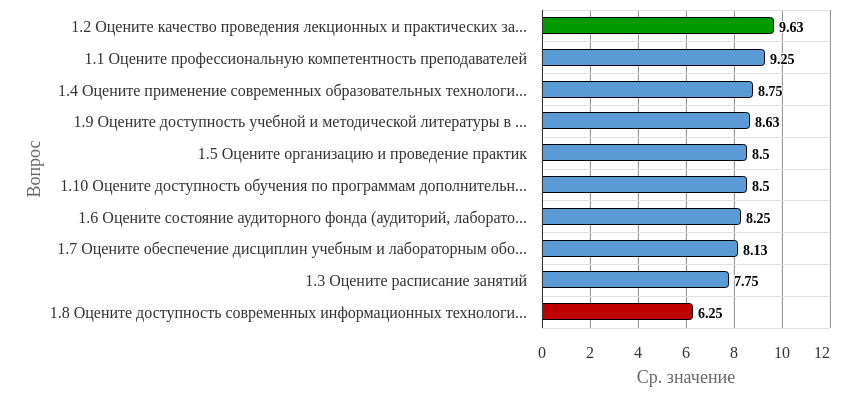 1.2 Оцените качество проведения лекционных и практических за... 9.63
1.1 Оцените профессиональную компетентность преподавателей 9.25
1.4 Оцените применение современных образовательных технологи... 8.75
1.9 Оцените доступность учебной и методической литературы в ... 8.63
1.5 Оцените организацию и проведение практик 8.5
1.10 Оцените доступность обучения по программам дополнительн... 8.5
1.6 Оцените состояние аудиторного фонда (аудиторий, лаборато... 8.25
1.7 Оцените обеспечение дисциплин учебным и лабораторным обо... 8.13
1.3 Оцените расписание занятий 7.75
1.8 Оцените доступность современных информационных технологи... 6.25
Вопрос
0 2 4 6 8 10 12
Ср. значение